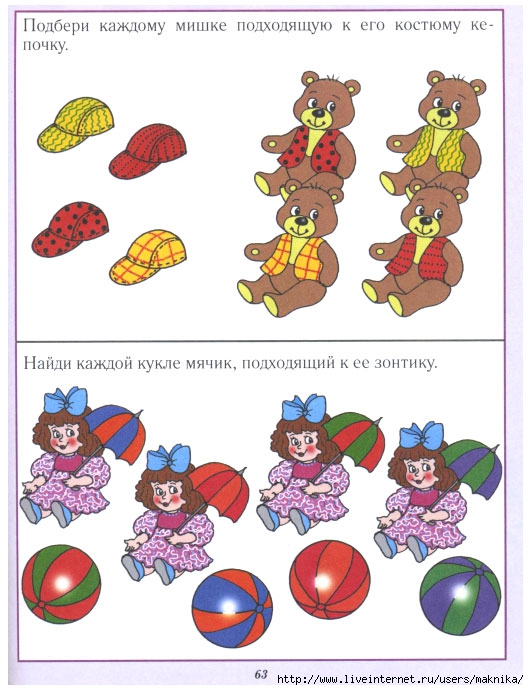 Подбери каждому мишке подходящую к его костюму ке-
почку.
Найди каждой кукле мячик, подходящий к ее зонтику.
63
http://www.liveinternet.ru/users/maknika/